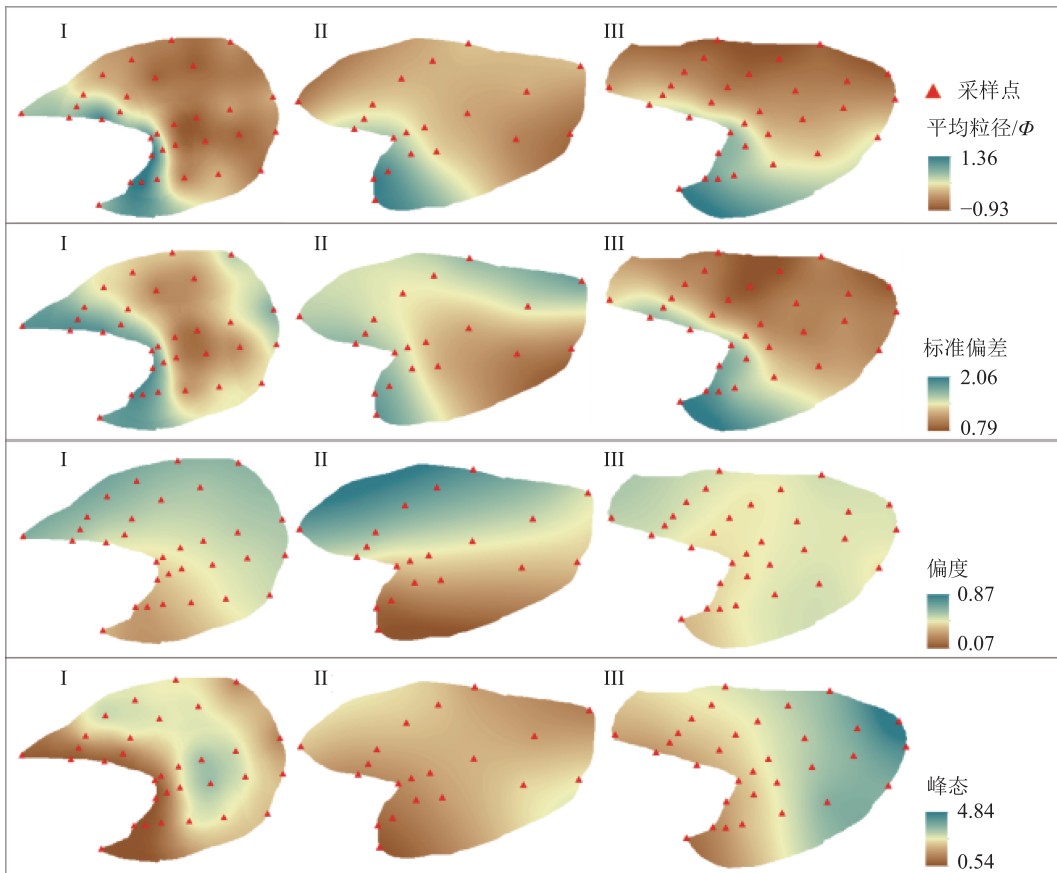 I II III
采样点
平均粒径/Φ
1.36
−0.93
I II III
标准偏差
2.06
0.79
I II III
偏度
0.87
0.07
I II III
峰态
4.84
0.54